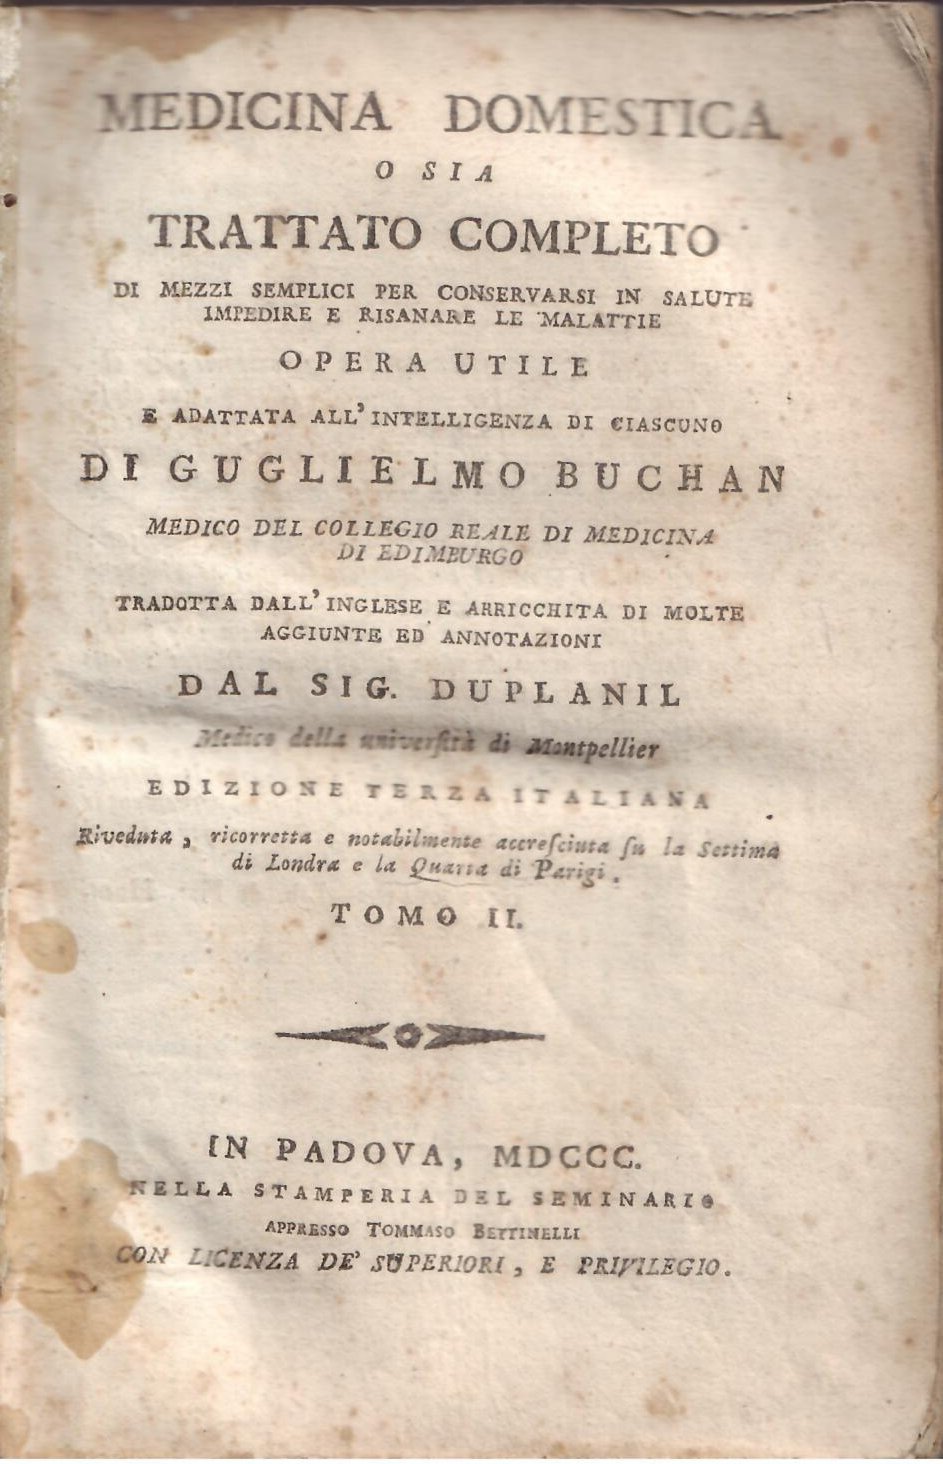 MEDICINA DOMESTICA
O SIA
TRATTATO COMPLETO
DI MEZZI SEMPLICI PER CONSERVARSI IN SALUTE
IMPEDIRE E RISANARE LE MALATTIE
OPERA UTILE
E ADATTATA ALL'INTELLIGENZA DI CIASCUNO
DI GUGLIELMO BUCHAN
MEDICO DEL COLLEGIO REALE DI MEDICINA
DI EDIMBURGO
TRADOTTA DALL'INGLESE E ARRICCHITA DI MOLTE
AGGIUNTE ED ANNOTAZIONI
DAL SIG. DUPLANIL
Medico della univerſità di Montpellier
EDIZIONE TERZA ITALIANA
Riveduta, ricorretta e notabilmente accreſciuta ſu la Settima
di Londra e la Quarta di Parigi.
TOMO II.
IN PADOVA, MDCCC.
NELLA STAMPERIA DEL SEMINARIO
APPRESSO TOMMASO BETTINELLI
CON LICENZA DE' SUPERIORI, E PRIVILEGIO.